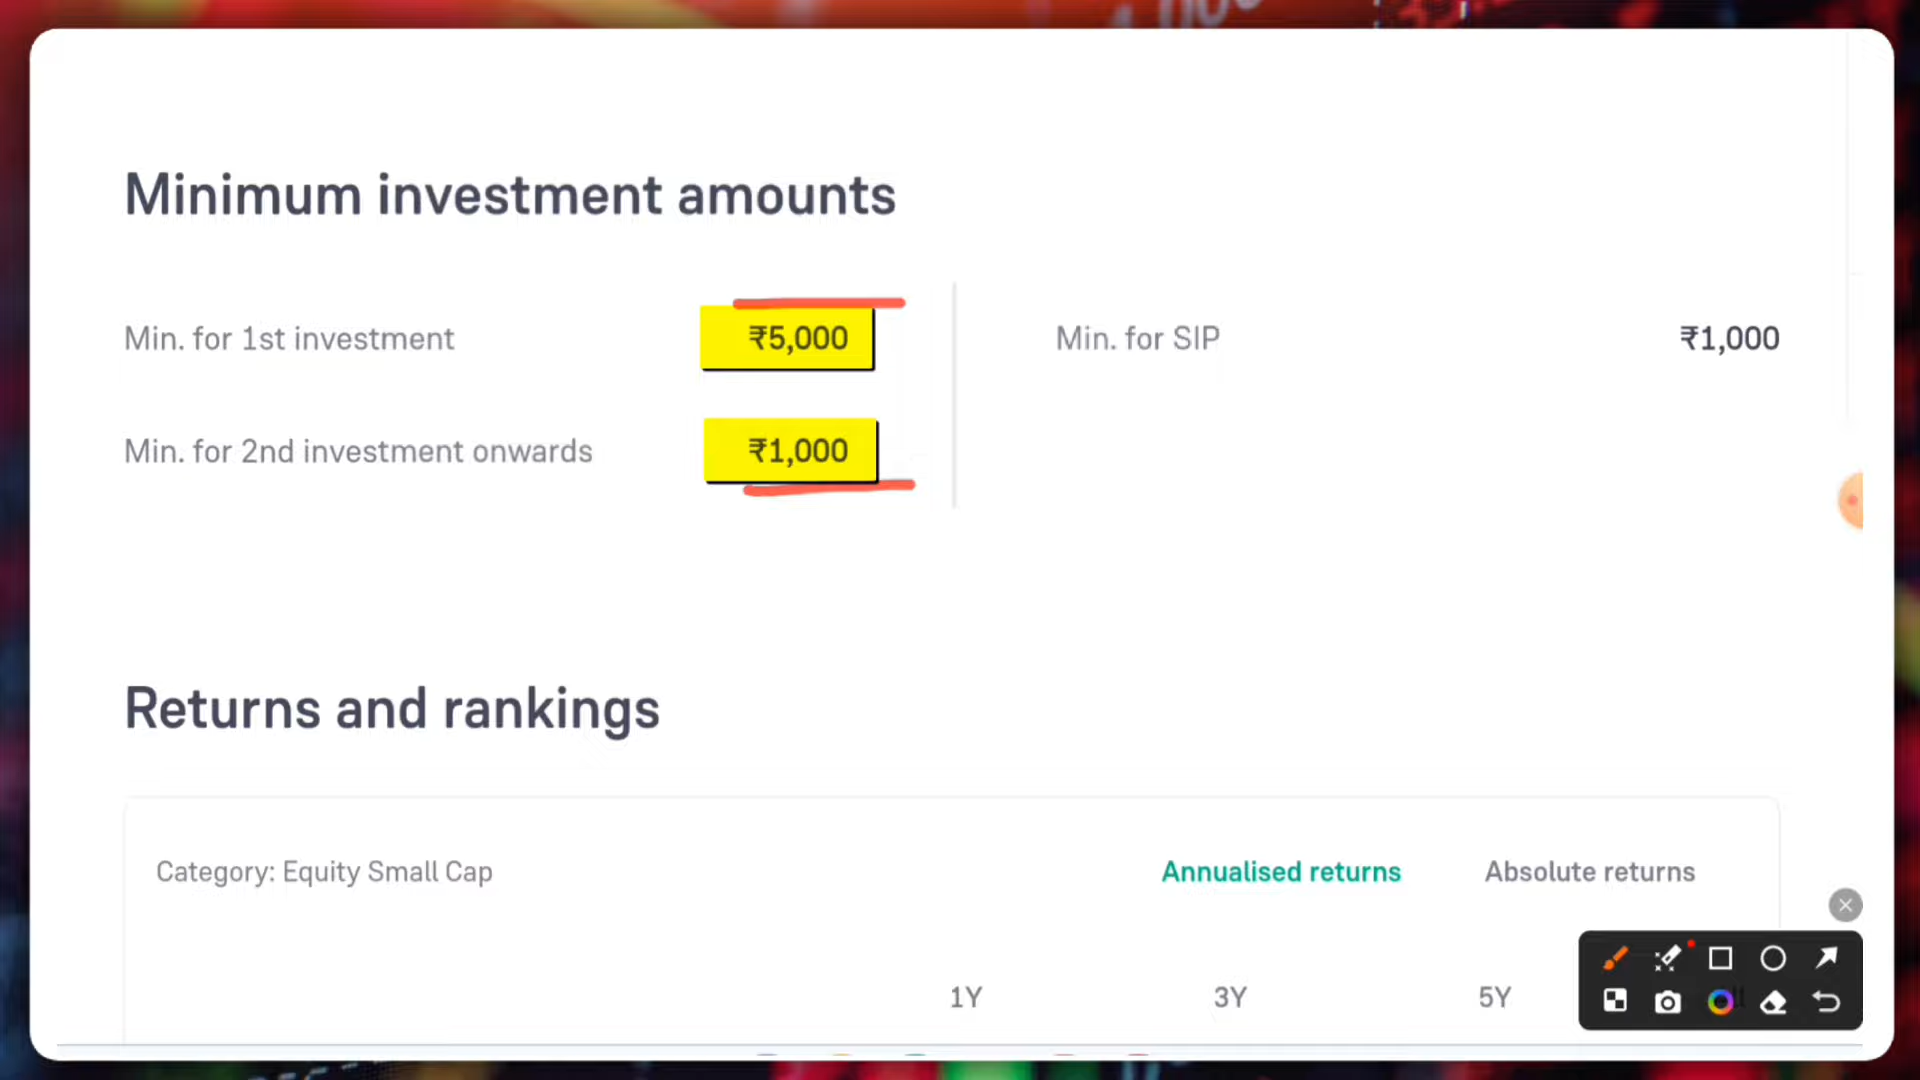 Minimum investment amounts
Min. for 1st investment ₹5,000 Min. for SIP ₹1,000
Min. for 2nd investment onwards ₹1,000
Returns and rankings
Category: Equity Small Cap Annualised returns Absolute returns
1Y 3Y 5Y